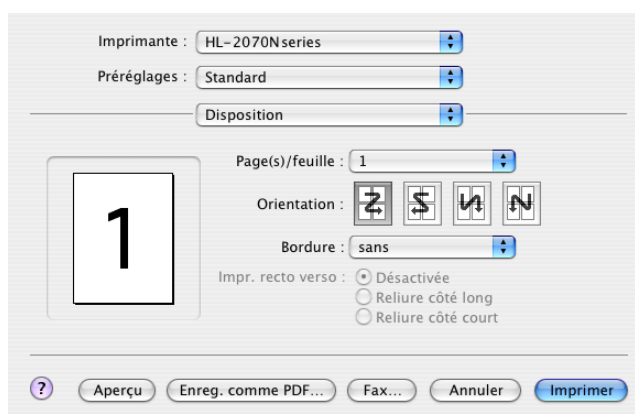 Imprimante : HL-2070N series
Préréglages : Standard
Disposition
Page(s)/feuille : 1
1
Orientation :
Bordure : sans
Impr. recto verso : Désactivée
Reliure côté long
Reliure côté court
? Aperçu Enreg. comme PDF... Fax... Annuler Imprimer